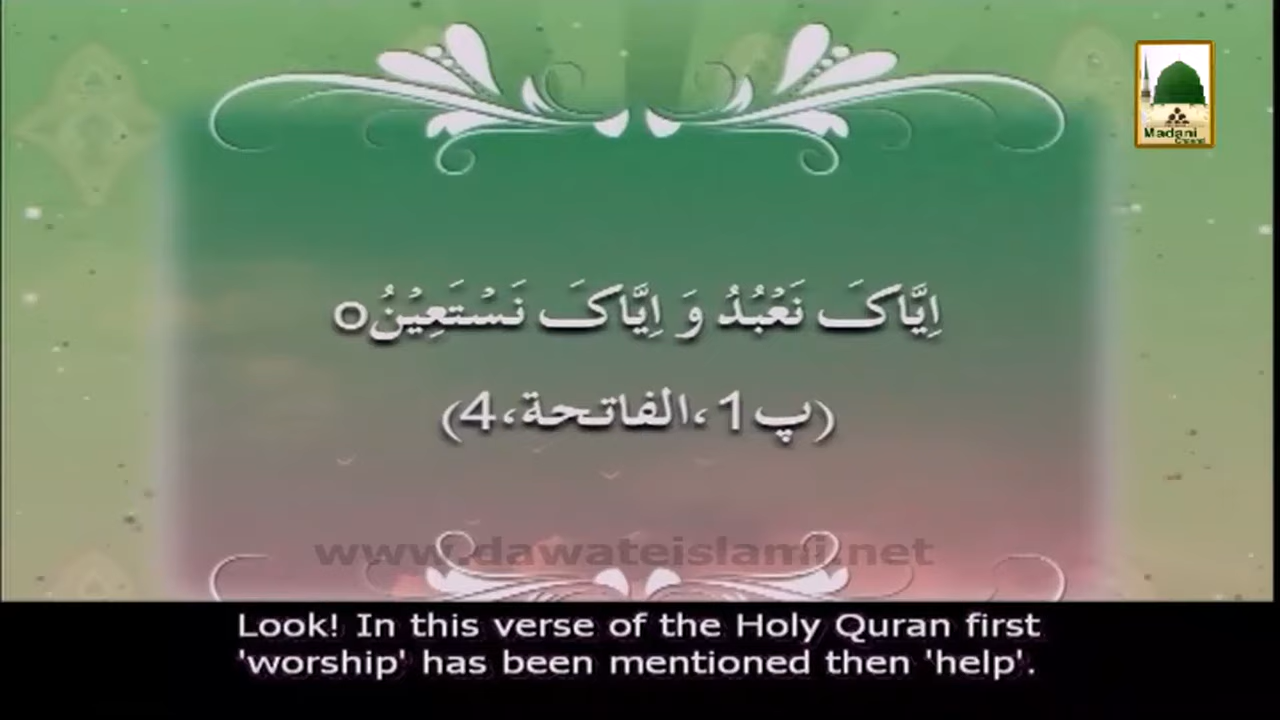 Madani
Channel
اِیَّاکَ نَعْبُدُ وَ اِیَّاکَ نَسْتَعِیْنُo
(پ1،الفاتحة،4)
www.dawateislami.net
Look! In this verse of the Holy Quran first
'worship' has been mentioned then 'help'.